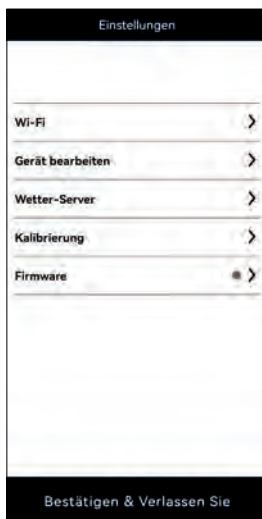 Einstellungen
Wi-Fi
Gerät bearbeiten
Wetter-Server
Kalibrierung
Firmware
Bestätigen & Verlassen Sie